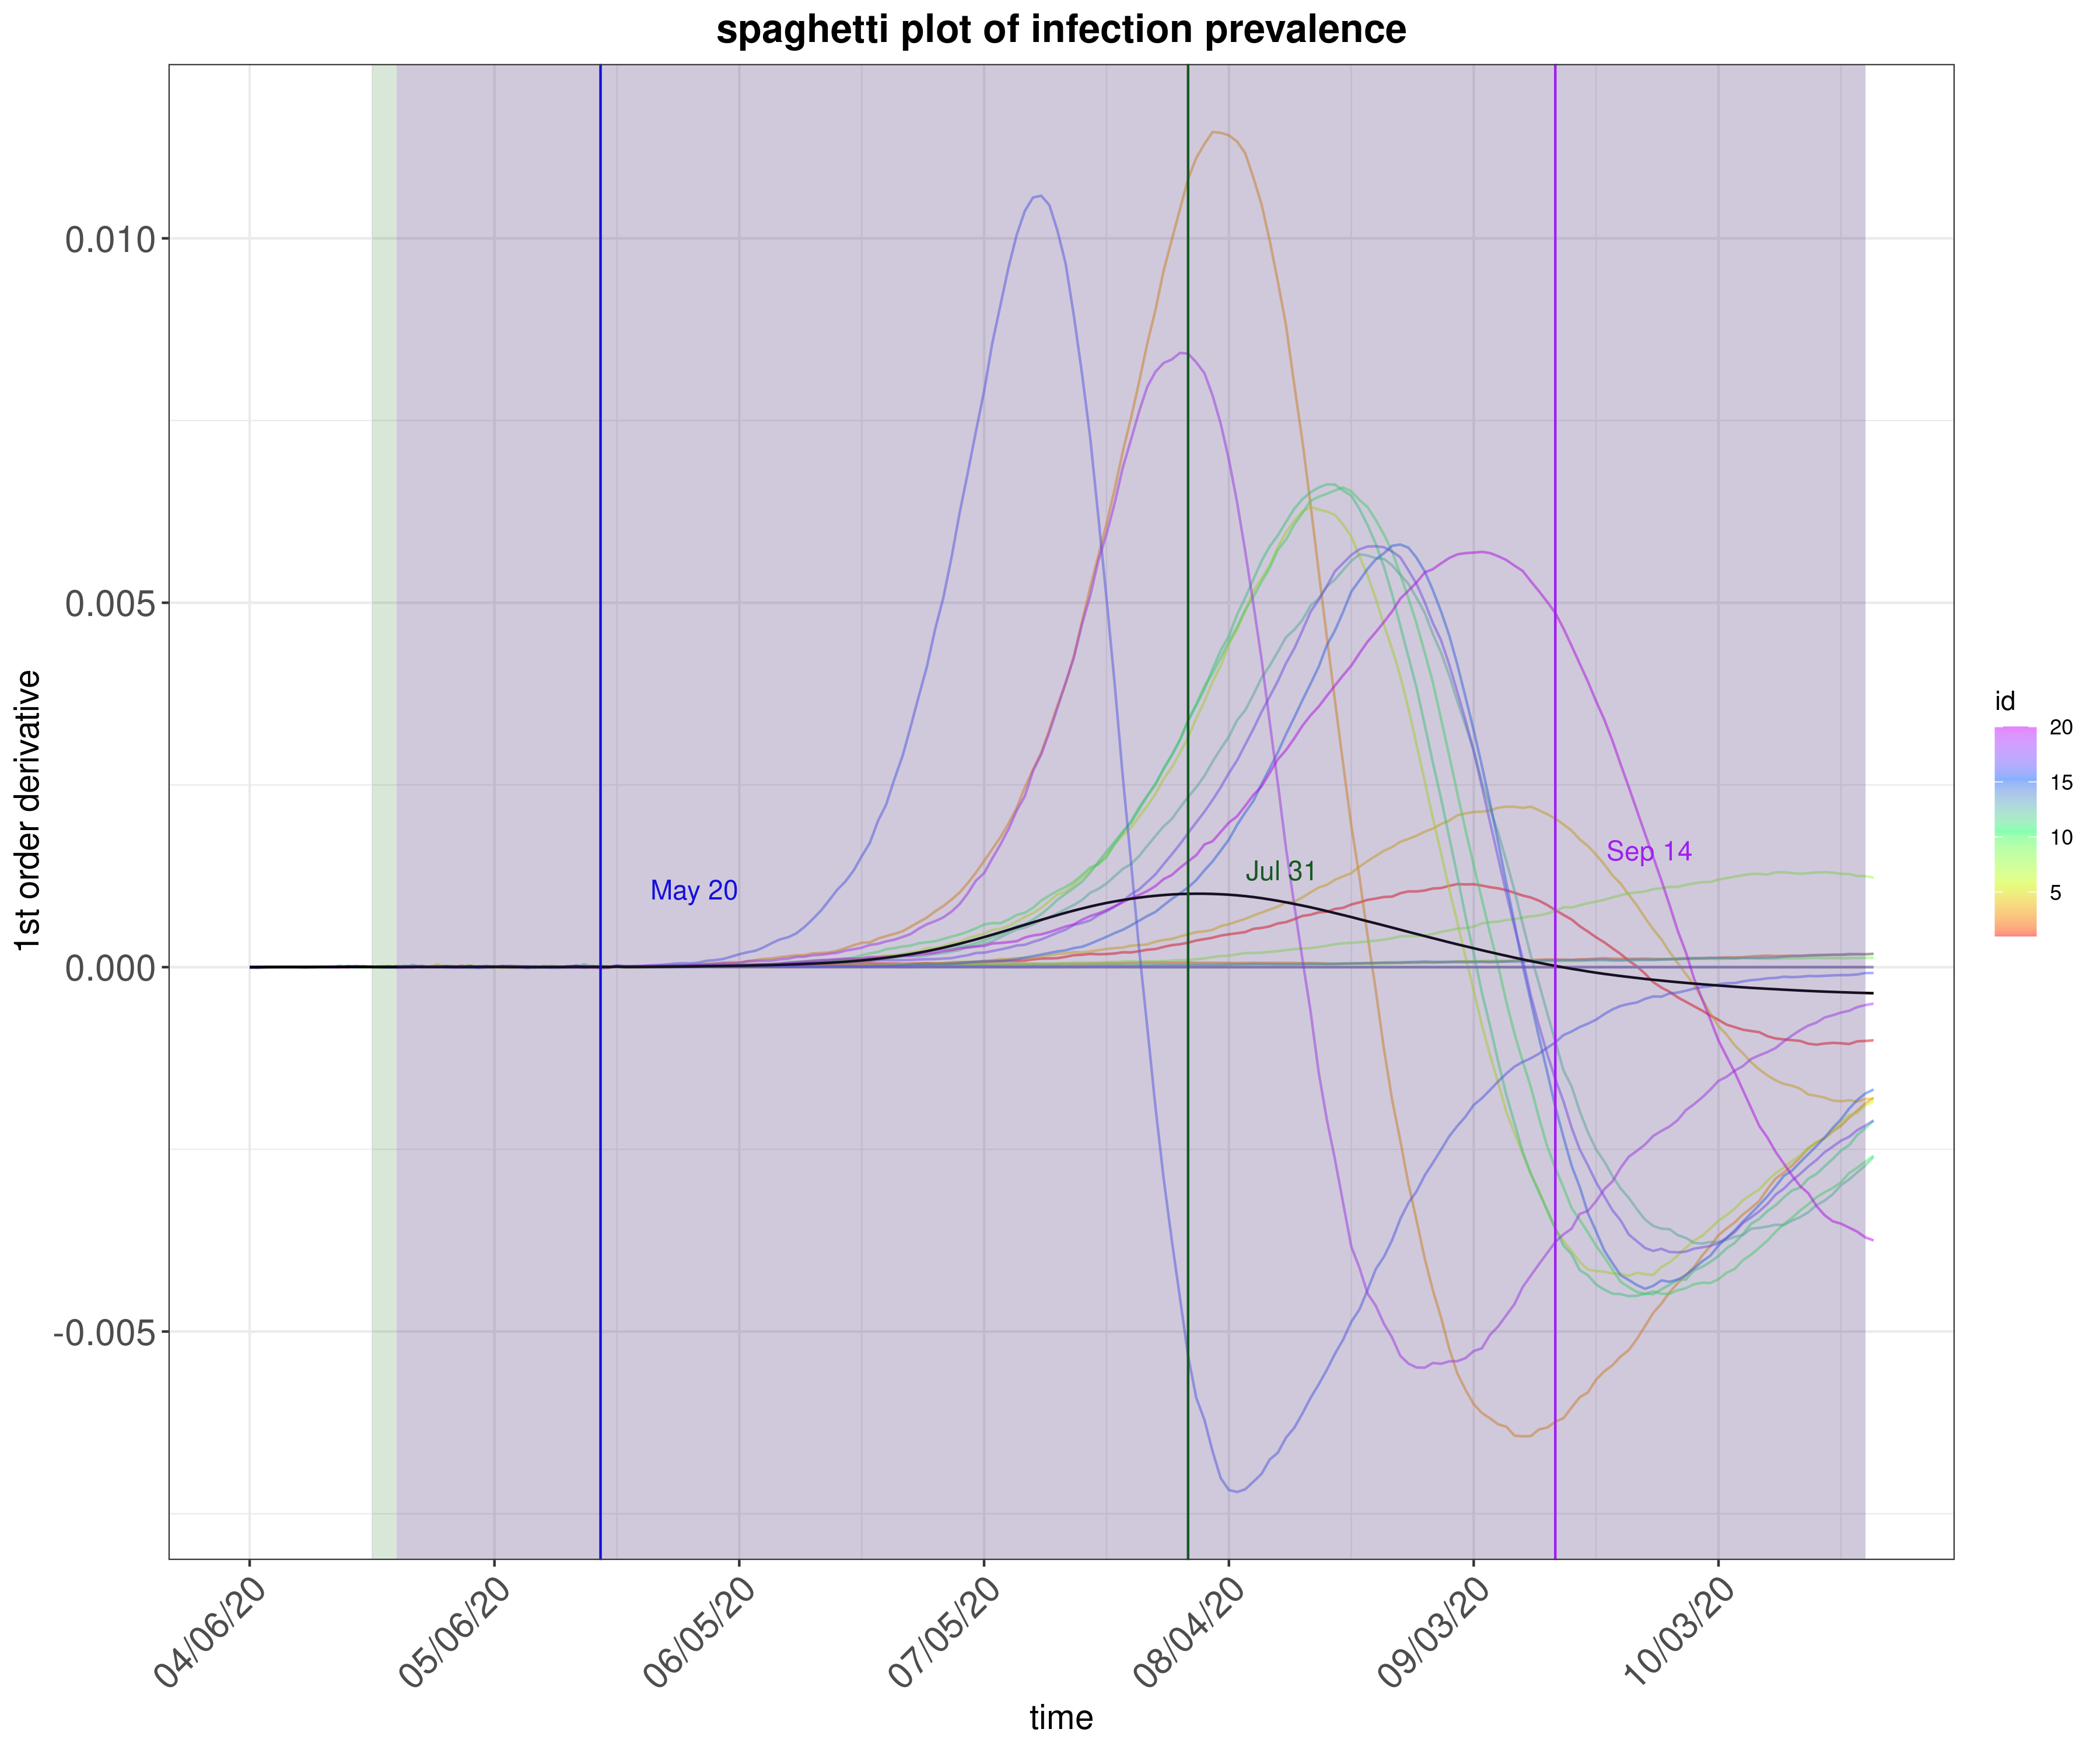 spaghetti plot of infection prevalence
1st order derivative
0.010
0.005
0.000
-0.005
May 20
Jul 31
Sep 14
id
20
15
10
5
04/06/20
05/06/20
06/05/20
07/05/20
08/04/20
09/03/20
10/03/20
time